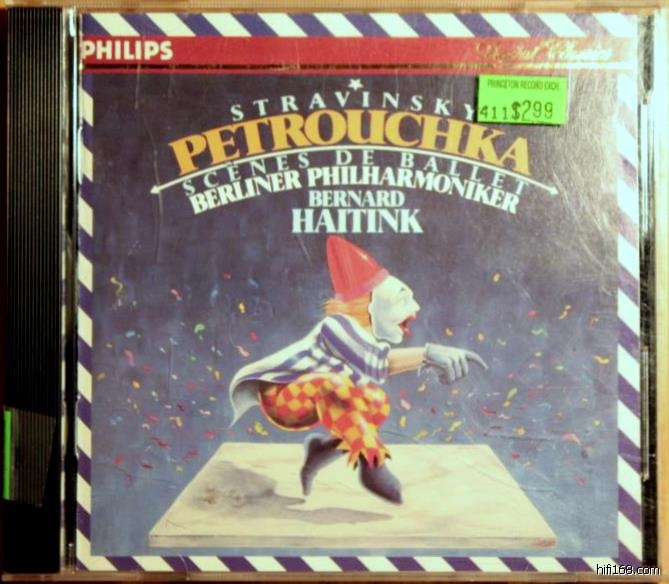 PHILIPS
Digital Classics
PRINCETON RECORD EXCH.
411 $2.99
STRAVINSKY
PETROUCHKA
SCÈNES DE BALLET
BERLINER PHILHARMONIKER
BERNARD
HAITINK
hifi168.com